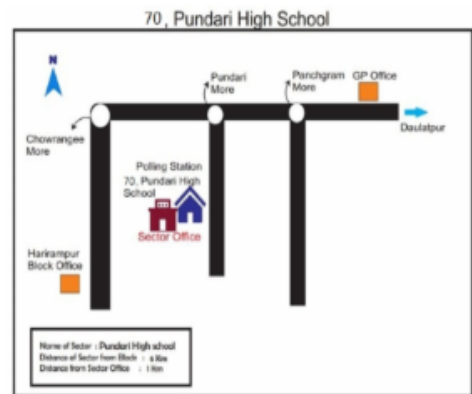 70, Pundari High School
N
Pundari
More
Panchgram
More
GP Office
Daulatpur
Chowrangee
More
Polling Station
70, Pundari High
School
Sector Office
Harirampur
Block Office
Name of Sector : Pundari High school
Distance of Sector from Block : Km
Distance from Sector Office : 1 Km